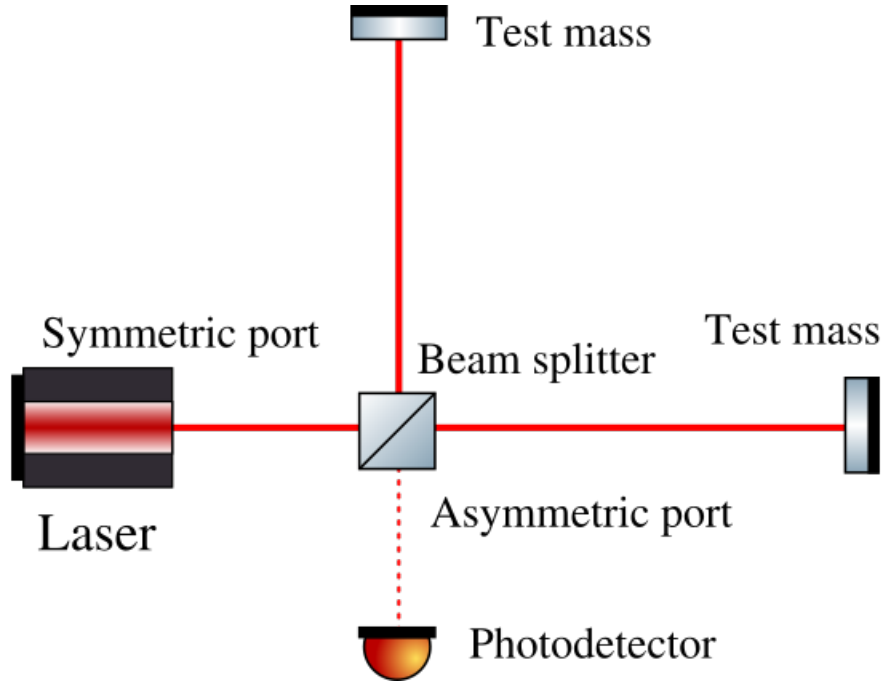 Test mass
Symmetric port
Test mass
Beam splitter
Laser
Asymmetric port
Photodetector